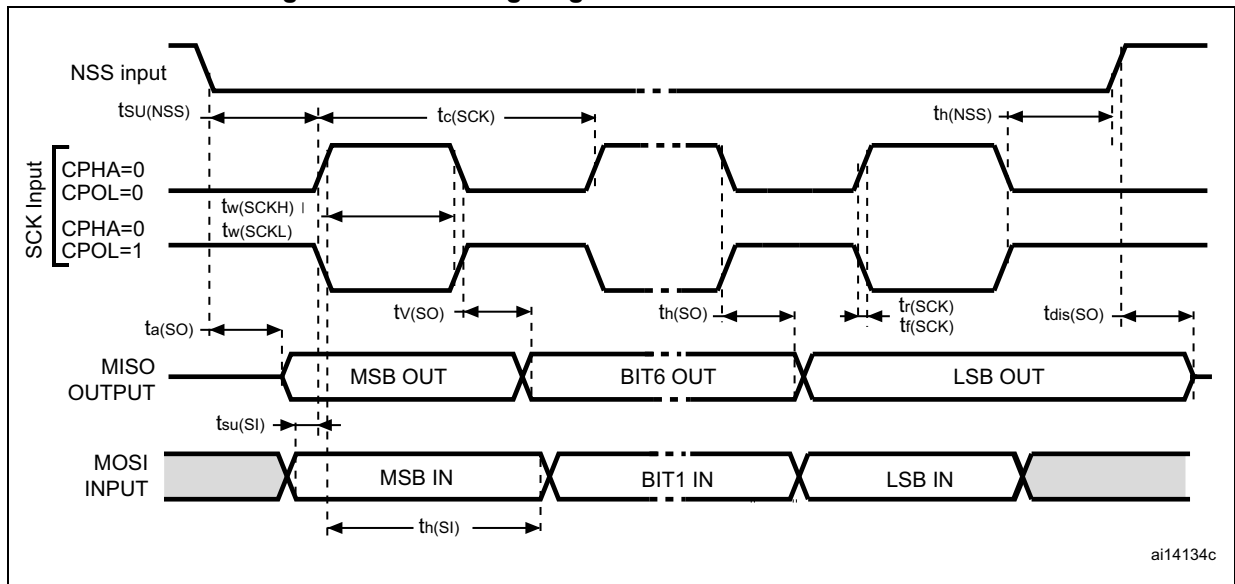 NSS input
tSU(NSS)
tc(SCK)
th(NSS)
SCK Input
CPHA=0
CPOL=0
tw(SCKH)
CPHA=0
tw(SCKL)
CPOL=1
tV(SO)
th(SO)
tr(SCK)
tf(SCK)
tdis(SO)
ta(SO)
MISO
OUTPUT
MSB OUT
BIT6 OUT
LSB OUT
tsu(SI)
MOSI
INPUT
MSB IN
BIT1 IN
LSB IN
th(SI)
ai14134c